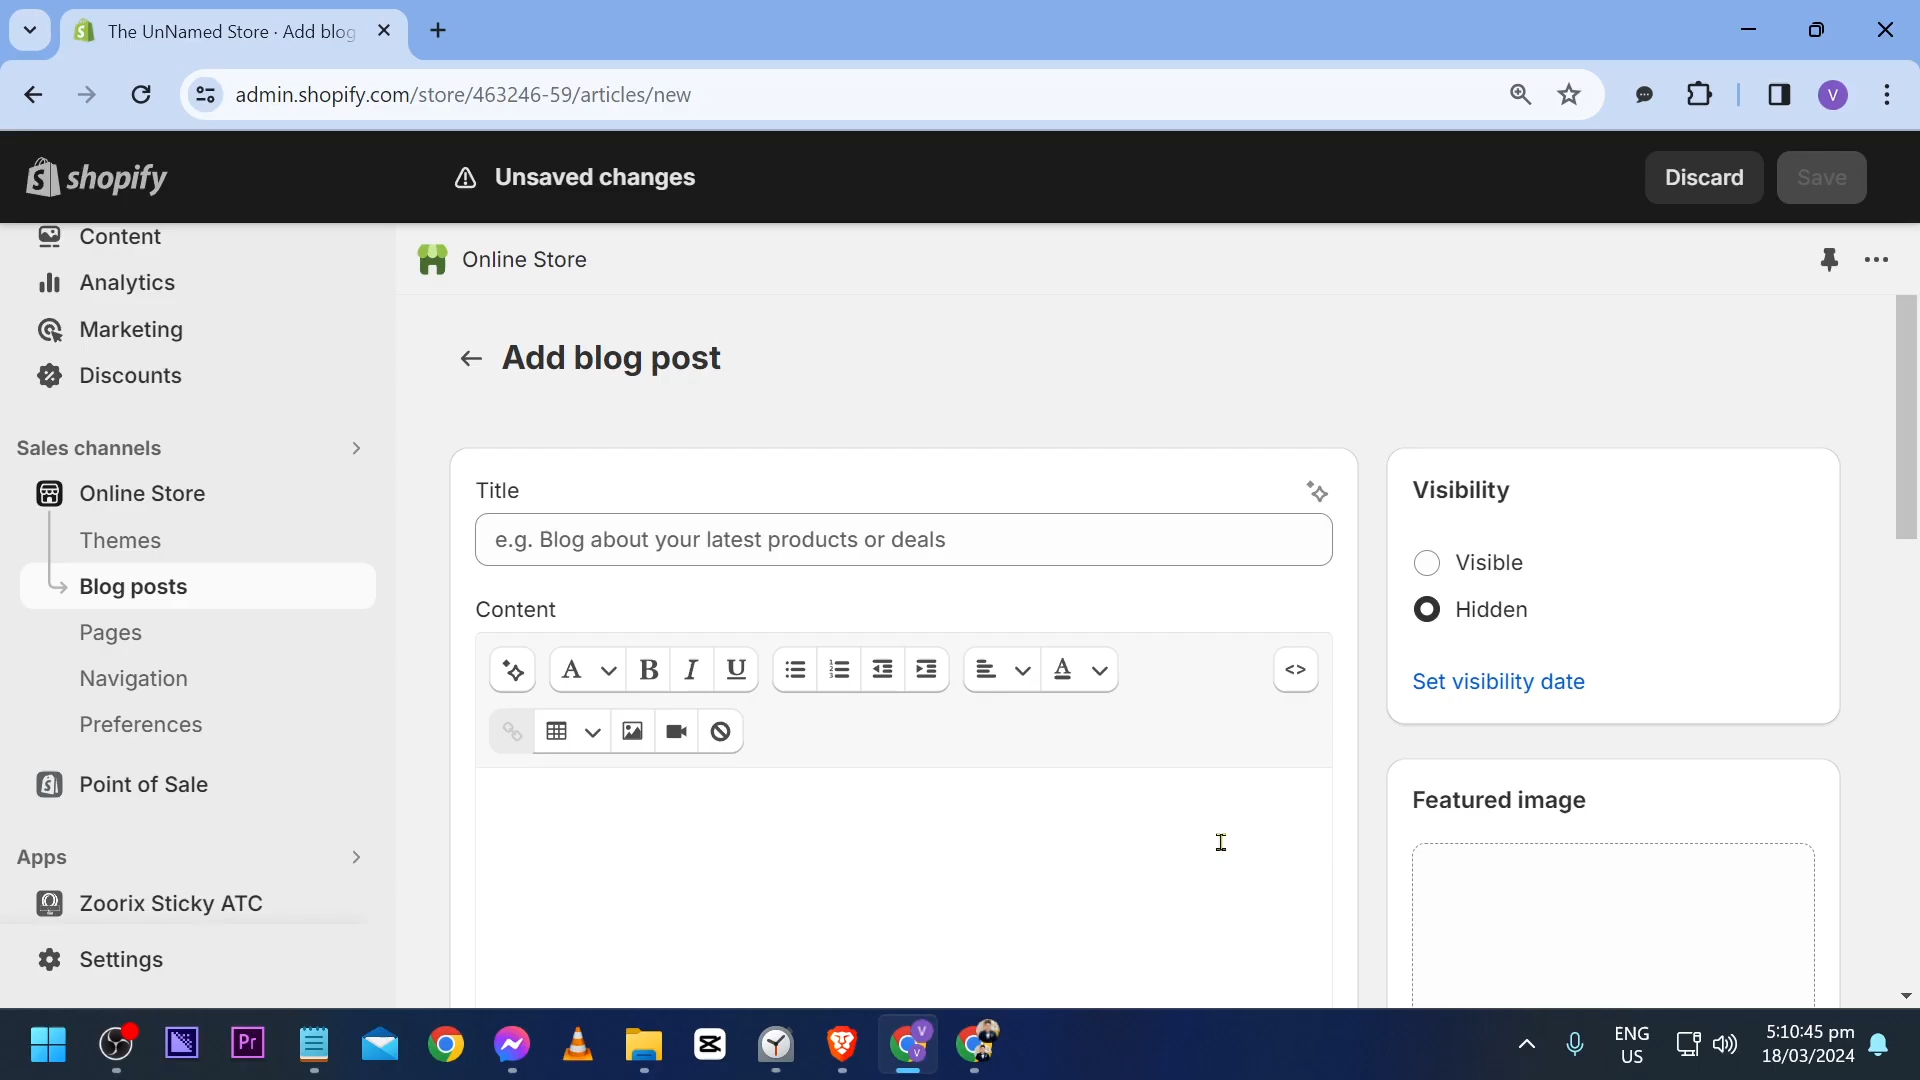 The UnNamed Store · Add blog
admin.shopify.com/store/463246-59/articles/new
V
shopify
Unsaved changes
Discard
Save
Content
Analytics
Marketing
Discounts
Sales channels
Online Store
Themes
Blog posts
Pages
Navigation
Preferences
Point of Sale
Apps
Zoorix Sticky ATC
Settings
Online Store
Add blog post
Title
e.g. Blog about your latest products or deals
Content
A
B
I
U
A
<>
Visibility
Visible
Hidden
Set visibility date
Featured image
Pr
V
V
ENG
US
5:10:45 pm
18/03/2024